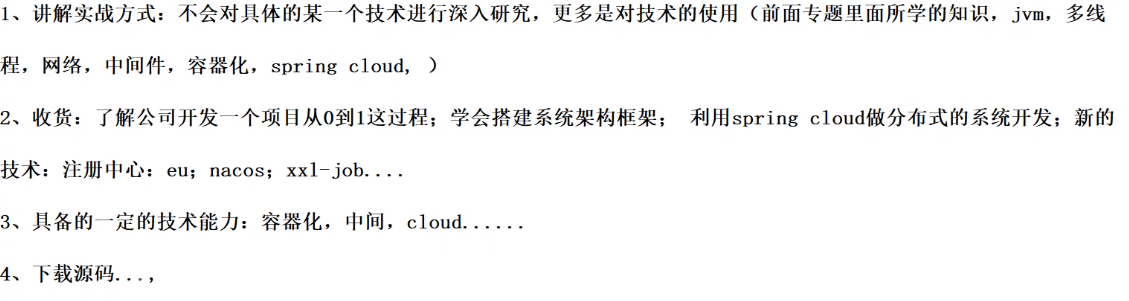 1、讲解实战方式：不会对具体的某一个技术进行深入研究，更多是对技术的使用（前面专题里面所学的知识，jvm，多线
程，网络，中间件，容器化，spring cloud, ）
2、收货：了解公司开发一个项目从0到1这过程；学会搭建系统架构框架； 利用spring cloud做分布式的系统开发；新的
技术：注册中心：eu；nacos；xxl-job....
3、具备的一定的技术能力：容器化，中间，cloud......
4、下载源码...,